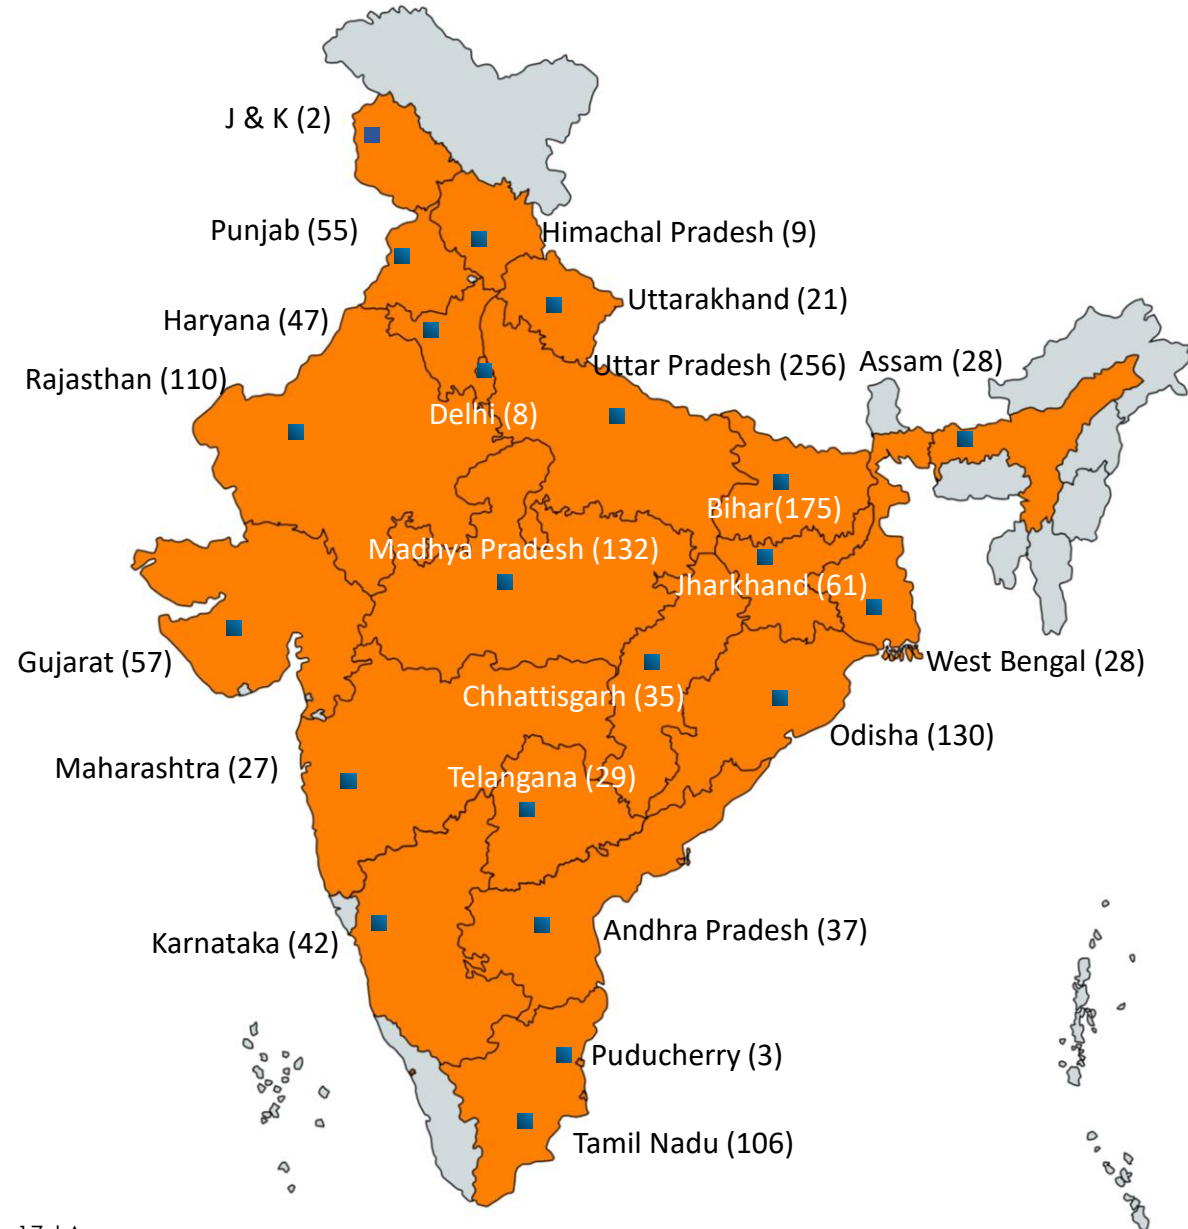 J & K (2)
Punjab (55)
Himachal Pradesh (9)
Uttarakhand (21)
Haryana (47)
Uttar Pradesh (256)
Assam (28)
Rajasthan (110)
Delhi (8)
Bihar(175)
Madhya Pradesh (132)
Jharkhand (61)
Gujarat (57)
West Bengal (28)
Chhattisgarh (35)
Odisha (130)
Maharashtra (27)
Telangana (29)
Andhra Pradesh (37)
Karnataka (42)
Puducherry (3)
Tamil Nadu (106)